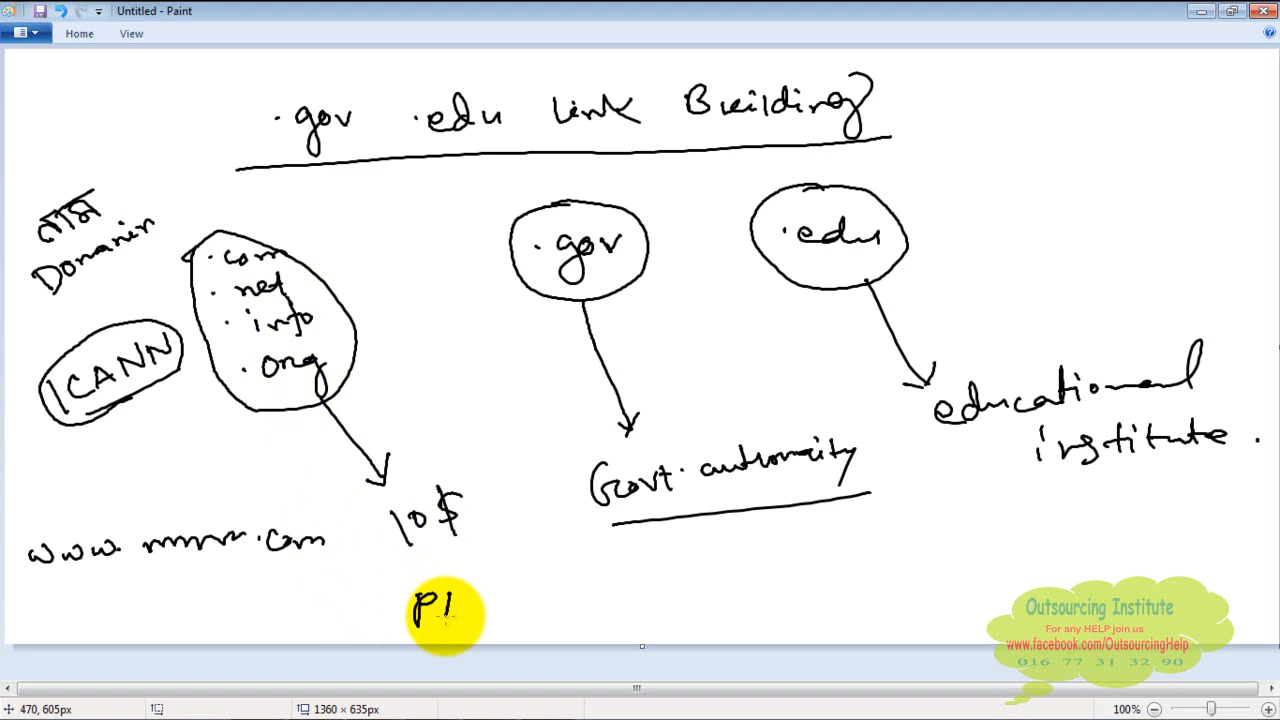 Untitled - Paint
Home View
.gov .edu Link Building
নাম
Domain
.com
.net
.info
.org
.gov
.edu
ICANN
educational
institute.
Govt. authority
10 $
www. .com
Outsourcing Institute
For any HELP join us
www.facebook.com/OutsourcingHelp
016 77 31 32 90
470, 605px
1360 × 635px
100%